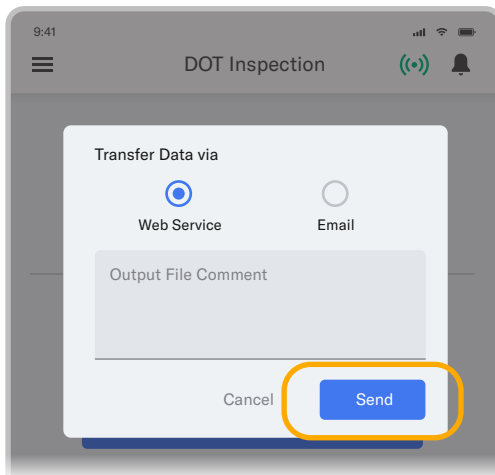 9:41
DOT Inspection
Transfer Data via
Web Service Email
Output File Comment
Cancel Send